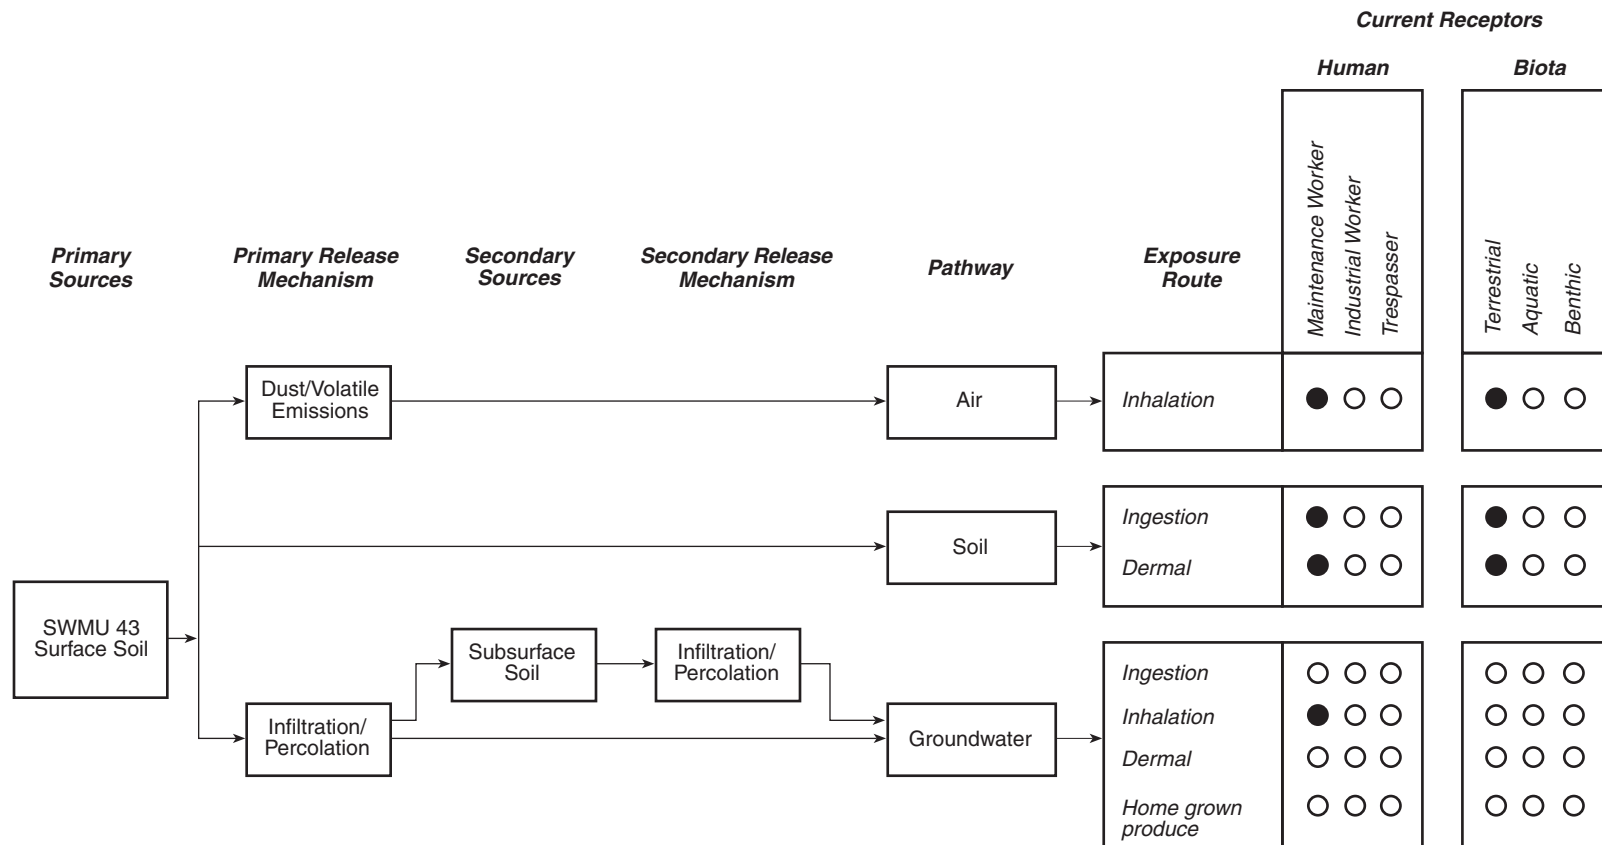 Current Receptors
Human
Biota
Maintenance Worker
Industrial Worker
Trespasser
Terrestrial
Aquatic
Benthic
Primary
Sources
Primary Release
Mechanism
Secondary
Sources
Secondary Release
Mechanism
Pathway
Exposure
Route
Dust/Volatile
Emissions
Air
Inhalation
Soil
Ingestion
Dermal
SWMU 43
Surface Soil
Subsurface
Soil
Infiltration/
Percolation
Infiltration/
Percolation
Groundwater
Ingestion
Inhalation
Dermal
Home grown
produce